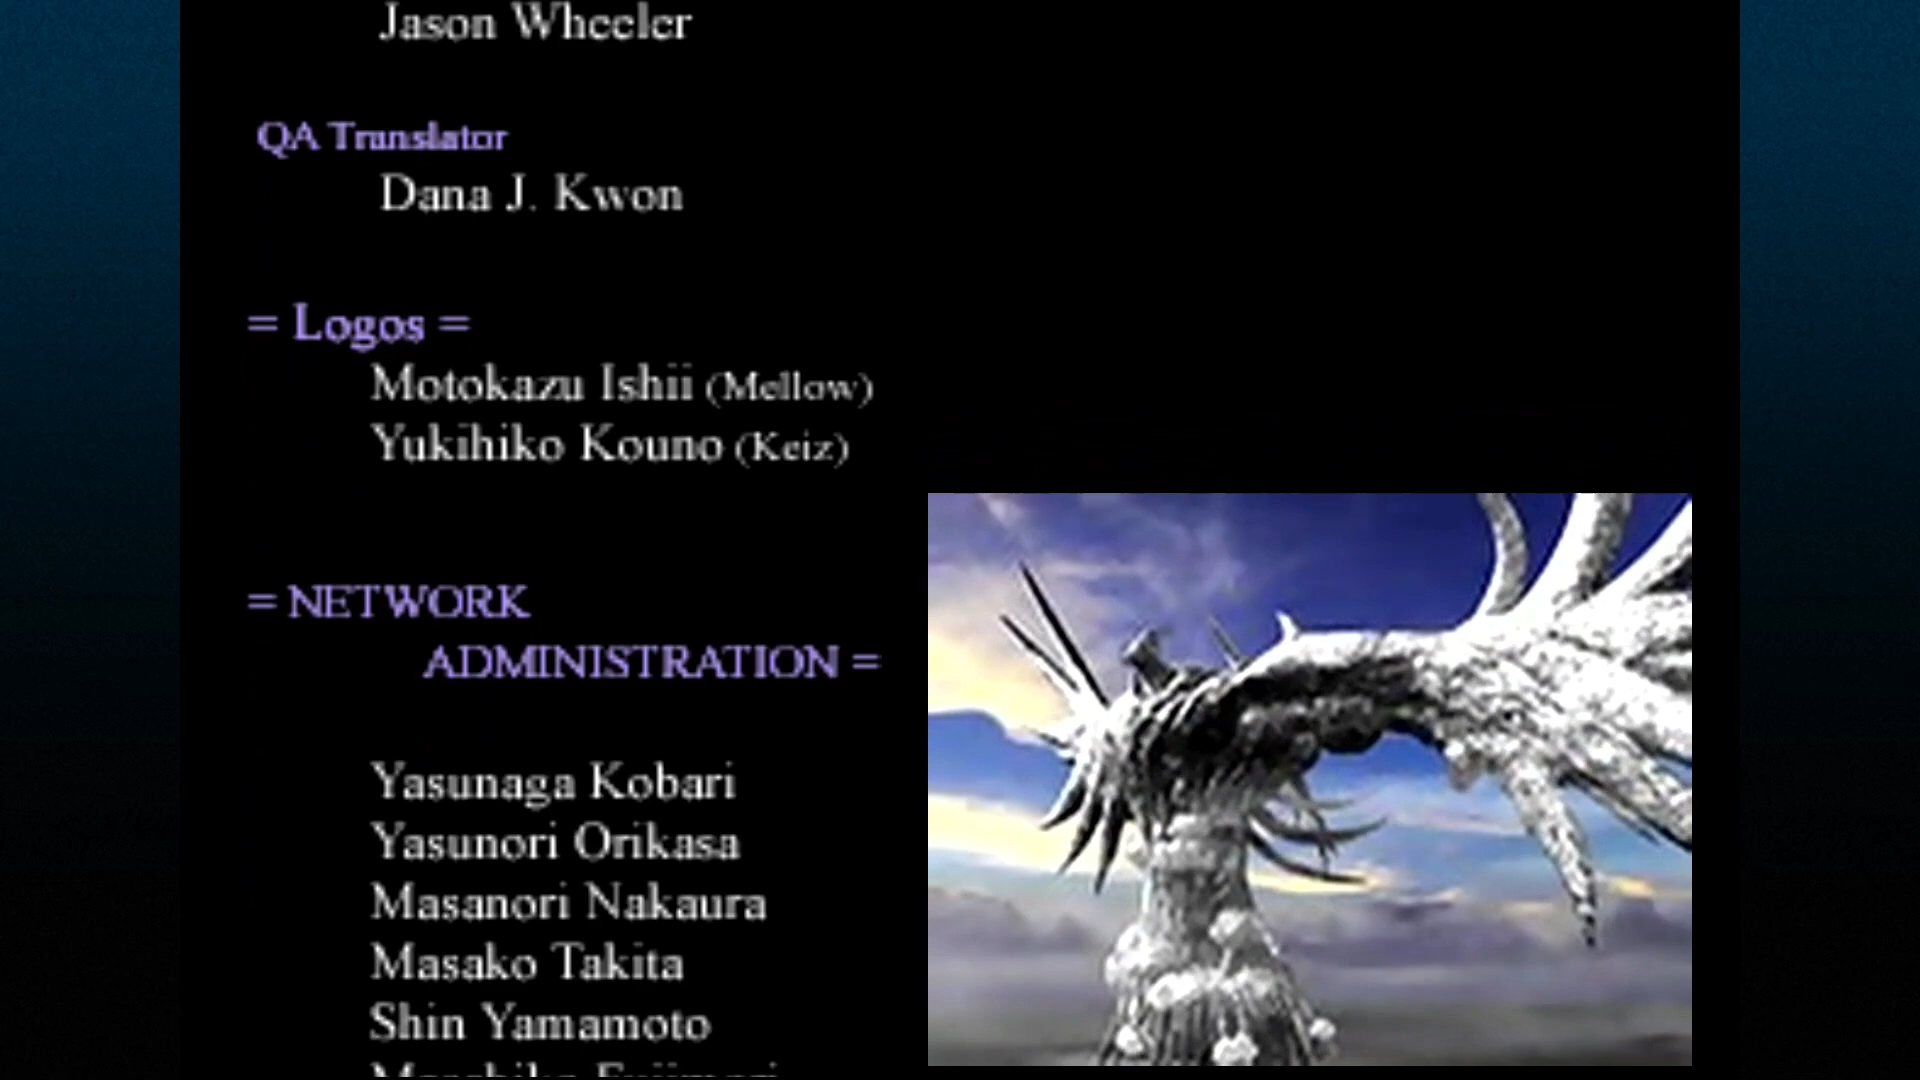 Jason Wheeler
QA Translator
Dana J. Kwon
= Logos =
Motokazu Ishii (Mellow)
Yukihiko Kouno (Keiz)
= NETWORK
ADMINISTRATION =
Yasunaga Kobari
Yasunori Orikasa
Masanori Nakaura
Masako Takita
Shin Yamamoto